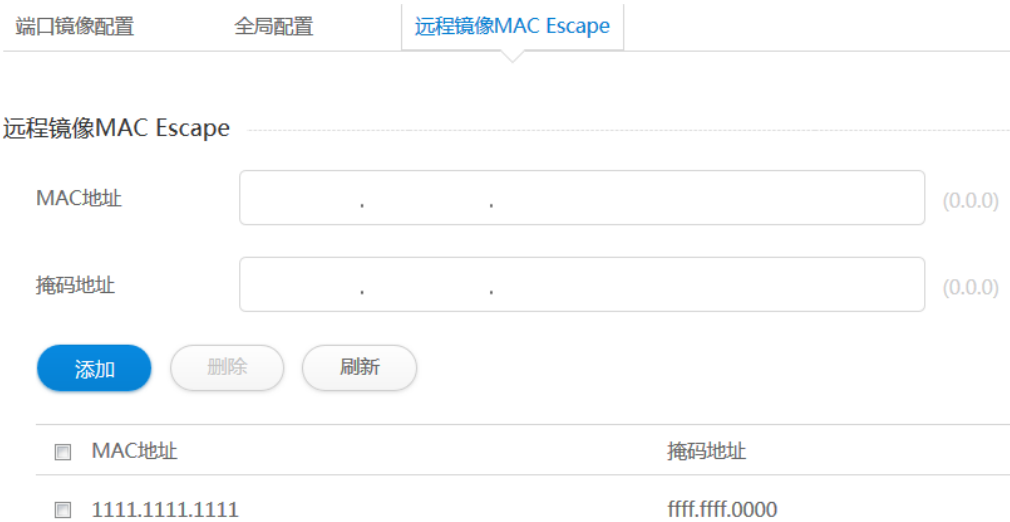 端口镜像配置 全局配置 远程镜像MAC Escape
远程镜像MAC Escape
MAC地址 . . (0.0.0)
掩码地址 . . (0.0.0)
添加 删除 刷新
MAC地址 掩码地址
1111.1111.1111 ffff.ffff.0000